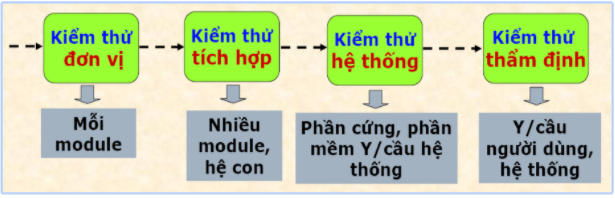 Kiểm thử
đơn vị
Kiểm thử
tích hợp
Kiểm thử
hệ thống
Kiểm thử
thẩm định
Mỗi
module
Nhiều
module,
hệ con
Phần cứng, phần
mềm Y/cầu hệ
thống
Y/cầu
người dùng,
hệ thống